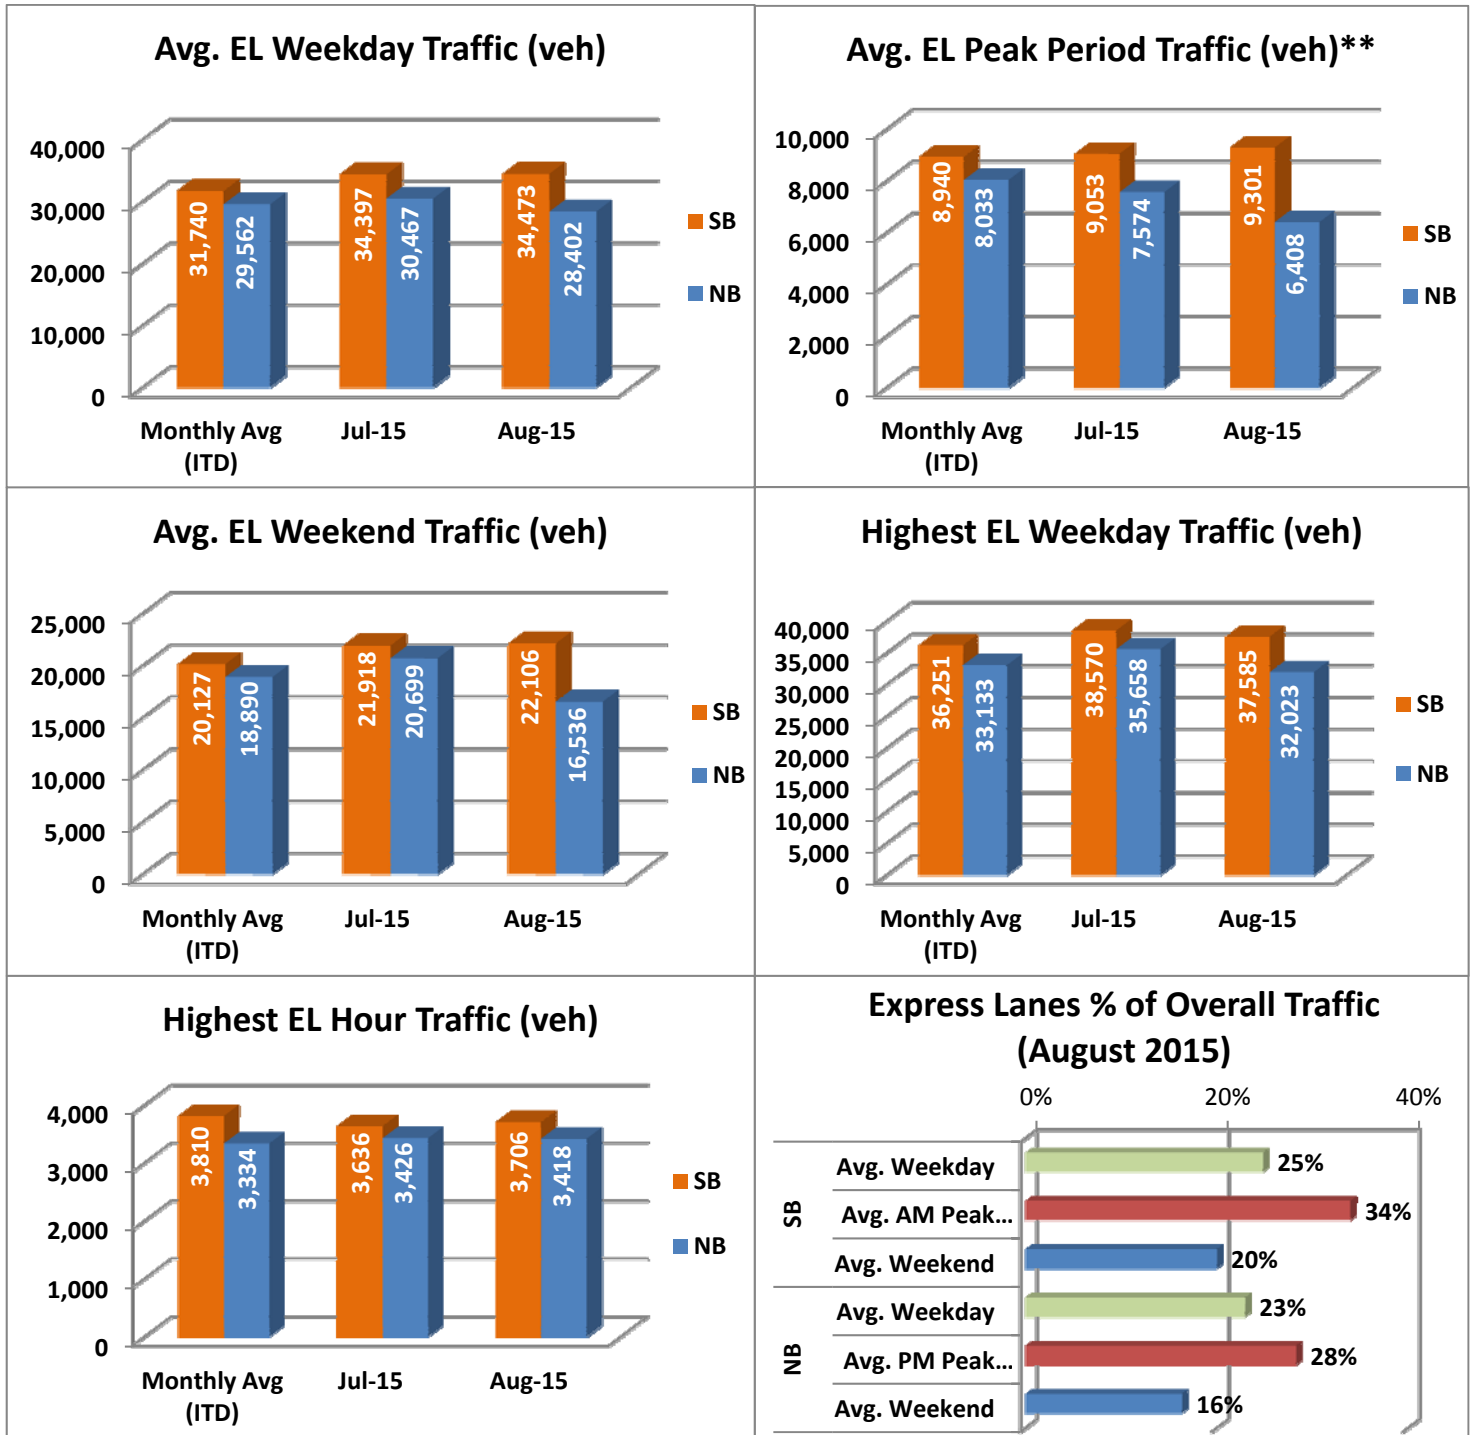 Avg. EL Weekday Traffic (veh)
40,000
30,000
20,000
10,000
0
31,740
29,562
34,397
30,467
34,473
28,402
SB
NB
Monthly Avg
(ITD)
Jul-15
Aug-15
Avg. EL Peak Period Traffic (veh)**
10,000
8,000
6,000
4,000
2,000
0
8,940
8,033
9,053
7,574
9,301
6,408
SB
NB
Monthly Avg
(ITD)
Jul-15
Aug-15
Avg. EL Weekend Traffic (veh)
25,000
20,000
15,000
10,000
5,000
0
20,127
18,890
21,918
20,699
22,106
16,536
SB
NB
Monthly Avg
(ITD)
Jul-15
Aug-15
Highest EL Weekday Traffic (veh)
40,000
35,000
30,000
25,000
20,000
15,000
10,000
5,000
0
36,251
33,133
38,570
35,658
37,585
32,023
SB
NB
Monthly Avg
(ITD)
Jul-15
Aug-15
Highest EL Hour Traffic (veh)
4,000
3,000
2,000
1,000
0
3,810
3,334
3,636
3,426
3,706
3,418
SB
NB
Monthly Avg
(ITD)
Jul-15
Aug-15
Express Lanes % of Overall Traffic
(August 2015)
0% 20% 40%
SB
Avg. Weekday 25%
Avg. AM Peak... 34%
Avg. Weekend 20%
NB
Avg. Weekday 23%
Avg. PM Peak... 28%
Avg. Weekend 16%